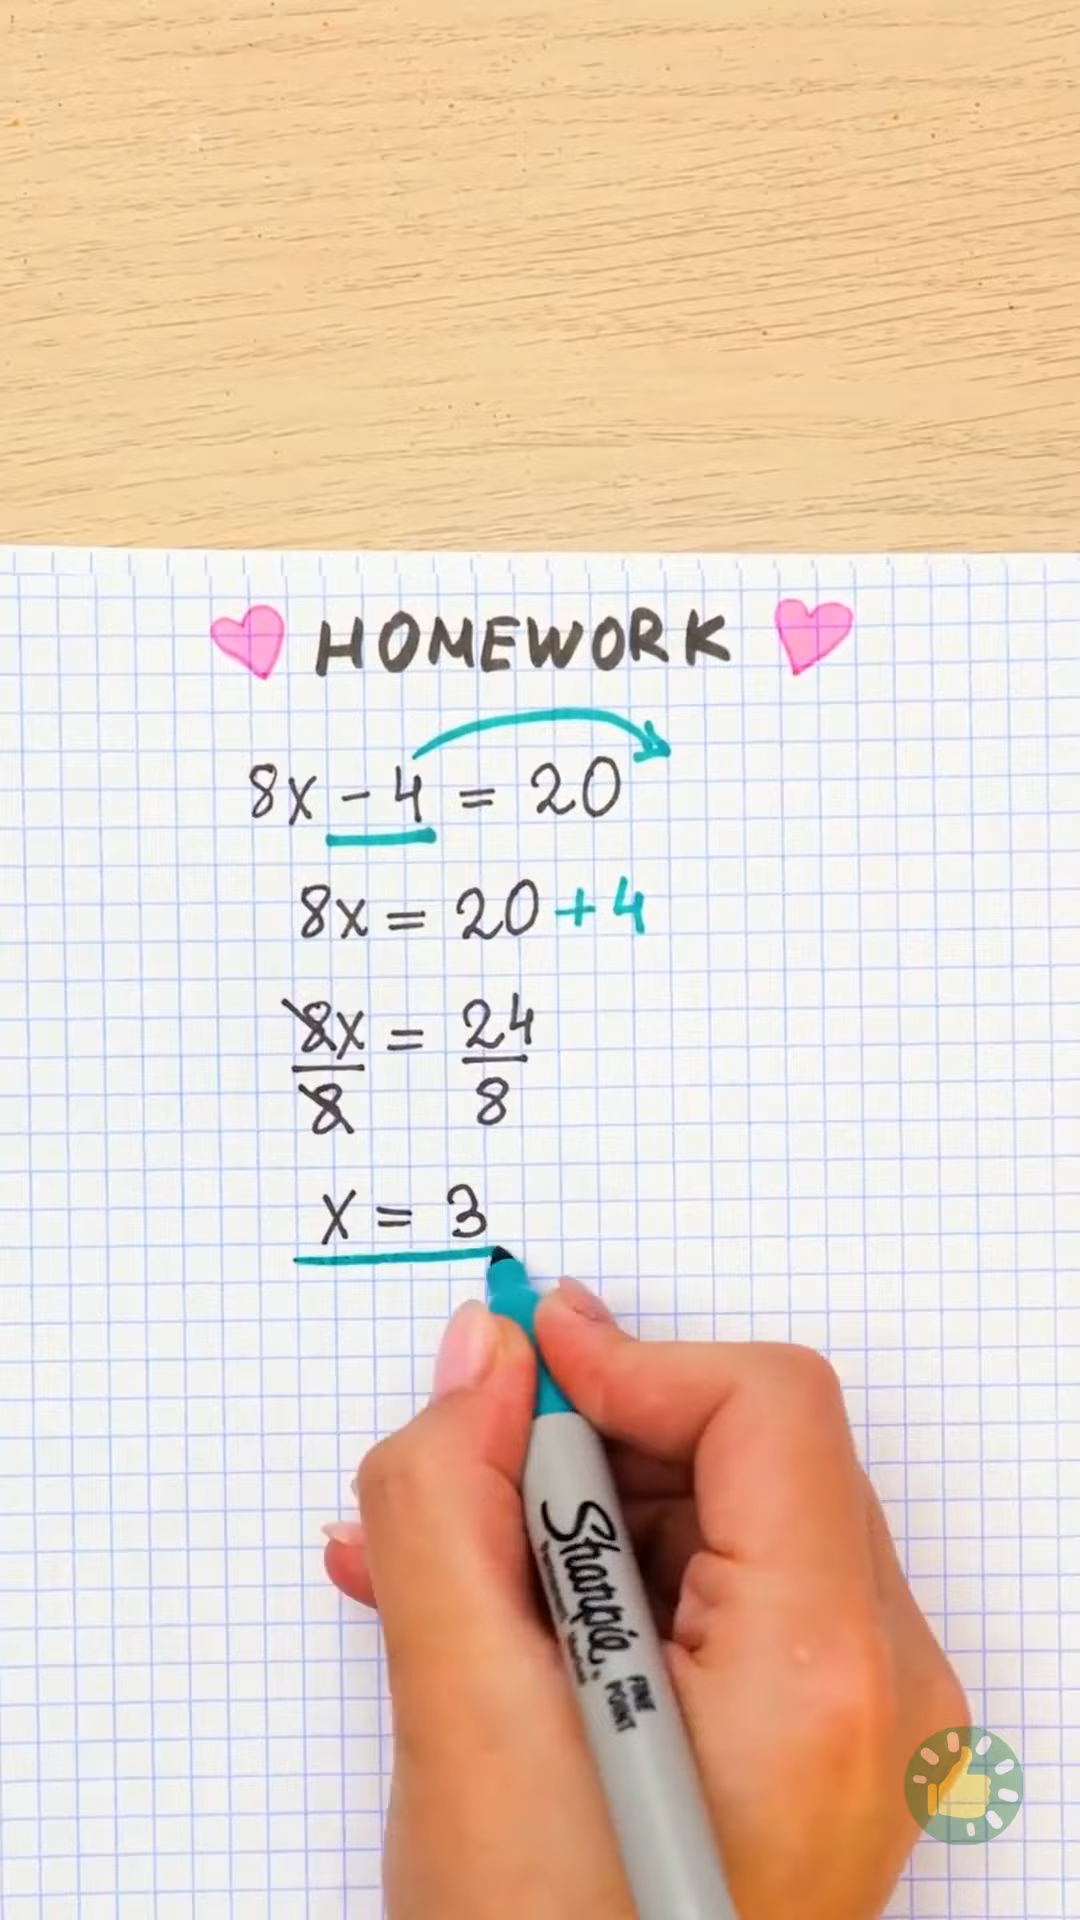 HOMEWORK
8x - 4 = 20
8x = 20 + 4
8x/8 = 24/8
x = 3
Sharpie
FINE
POINT